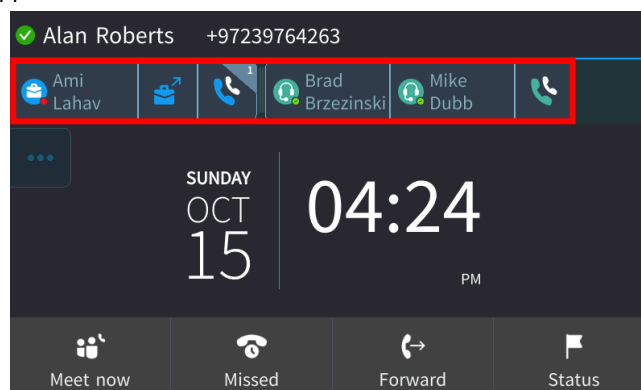 Alan Roberts +97239764263
Ami
Lahav
1
Brad
Brzezinski
Mike
Dubb
SUNDAY
OCT
15
04:24
PM
Meet now
Missed
Forward
Status